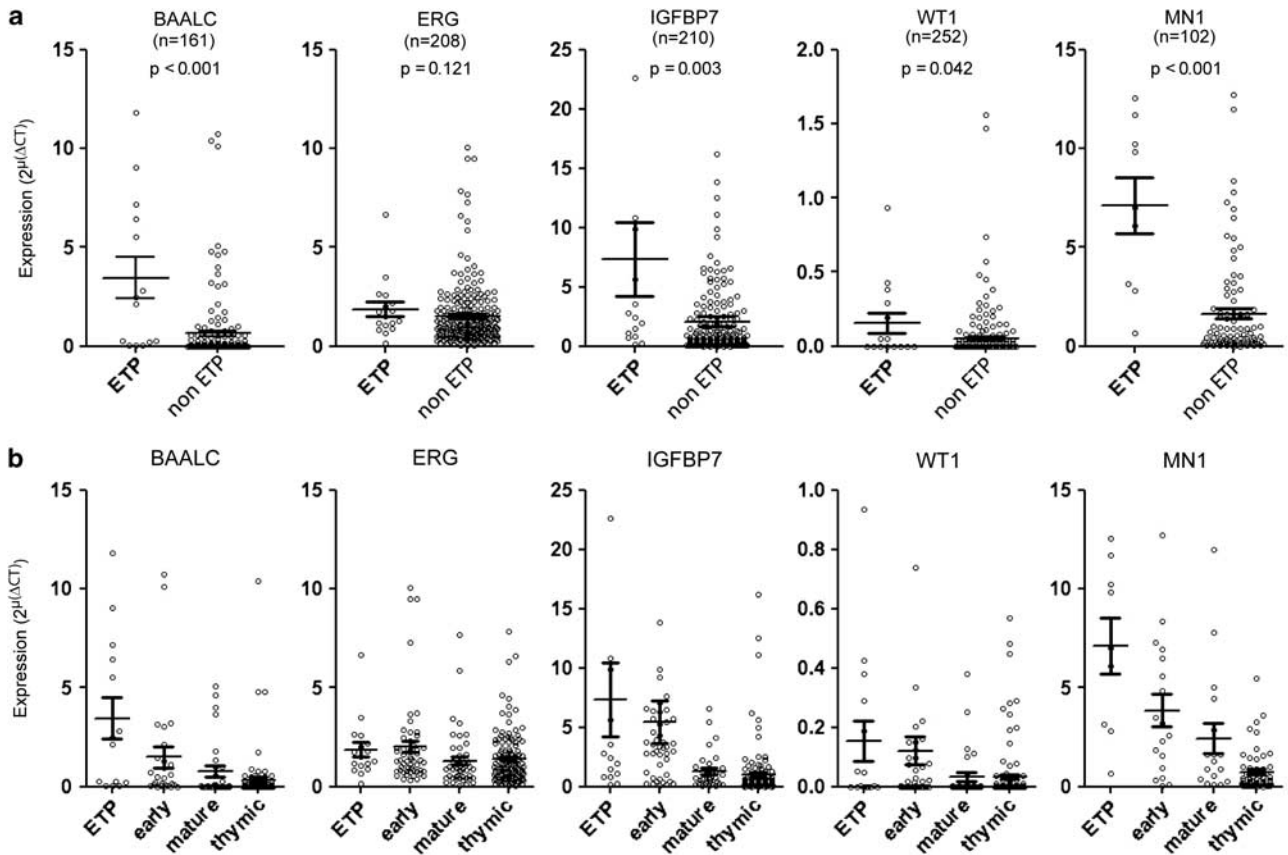 a
BAALC
(n=161)
p < 0.001
ERG
(n=208)
p = 0.121
IGFBP7
(n=210)
p = 0.003
WT1
(n=252)
p = 0.042
MN1
(n=102)
p < 0.001
Expression (2^μ(ΔCT))
15
10
5
0
ETP
non ETP
15
10
5
0
ETP
non ETP
25
20
15
10
5
0
ETP
non ETP
2.0
1.5
1.0
0.5
0.0
ETP
non ETP
15
10
5
0
ETP
non ETP
b
BAALC
ERG
IGFBP7
WT1
MN1
Expression (2^μ(ΔCT))
15
10
5
0
ETP
early
mature
thymic
15
10
5
0
ETP
early
mature
thymic
25
20
15
10
5
0
ETP
early
mature
thymic
1.0
0.8
0.6
0.4
0.2
0.0
ETP
early
mature
thymic
15
10
5
0
ETP
early
mature
thymic